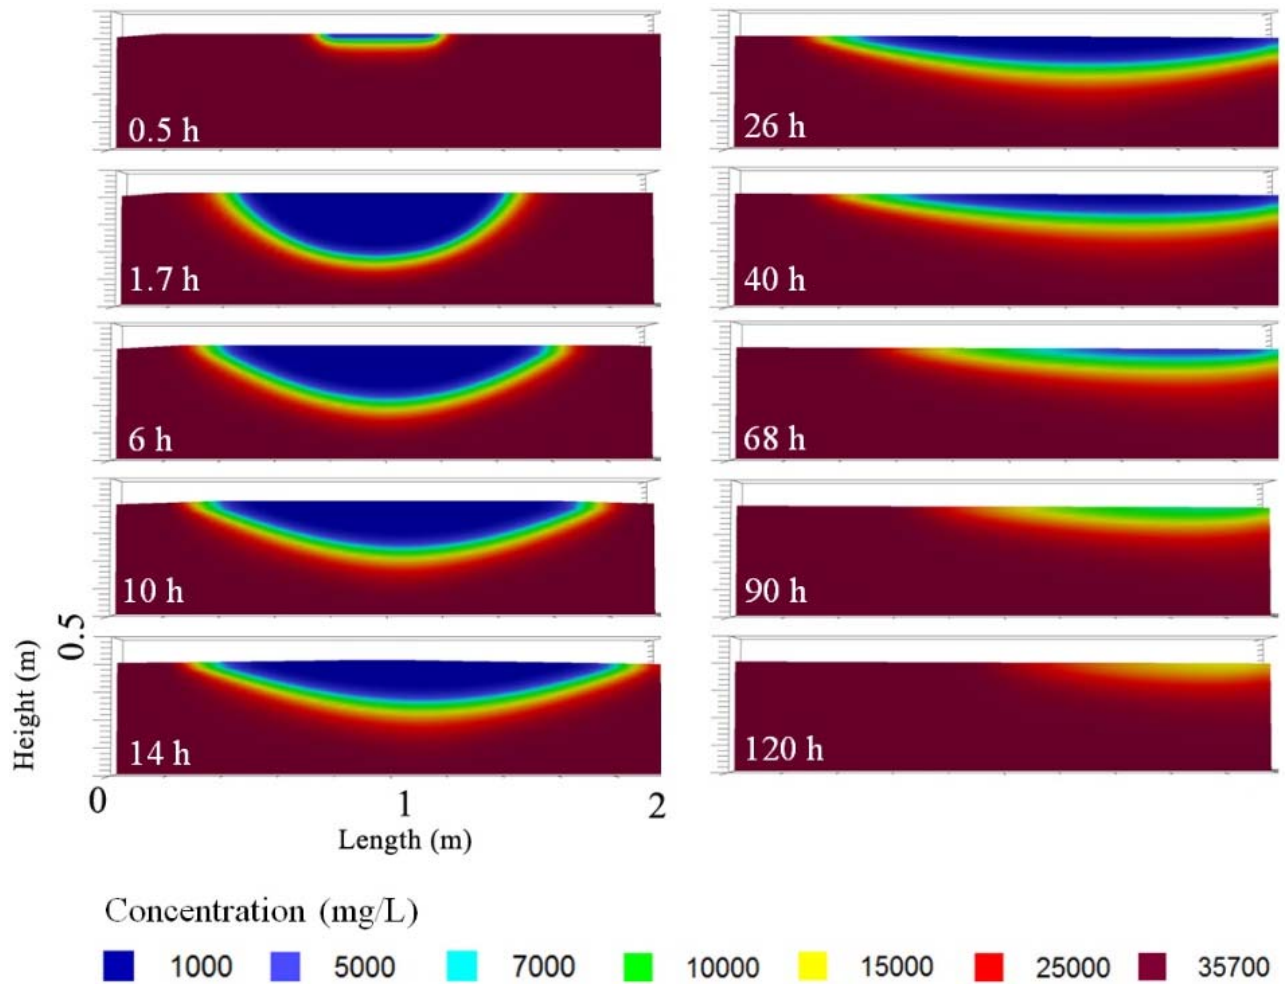 0.5 h
1.7 h
6 h
10 h
14 h
26 h
40 h
68 h
90 h
120 h
0.5
Height (m)
0 1 2
Length (m)
Concentration (mg/L)
1000 5000 7000 10000 15000 25000 35700